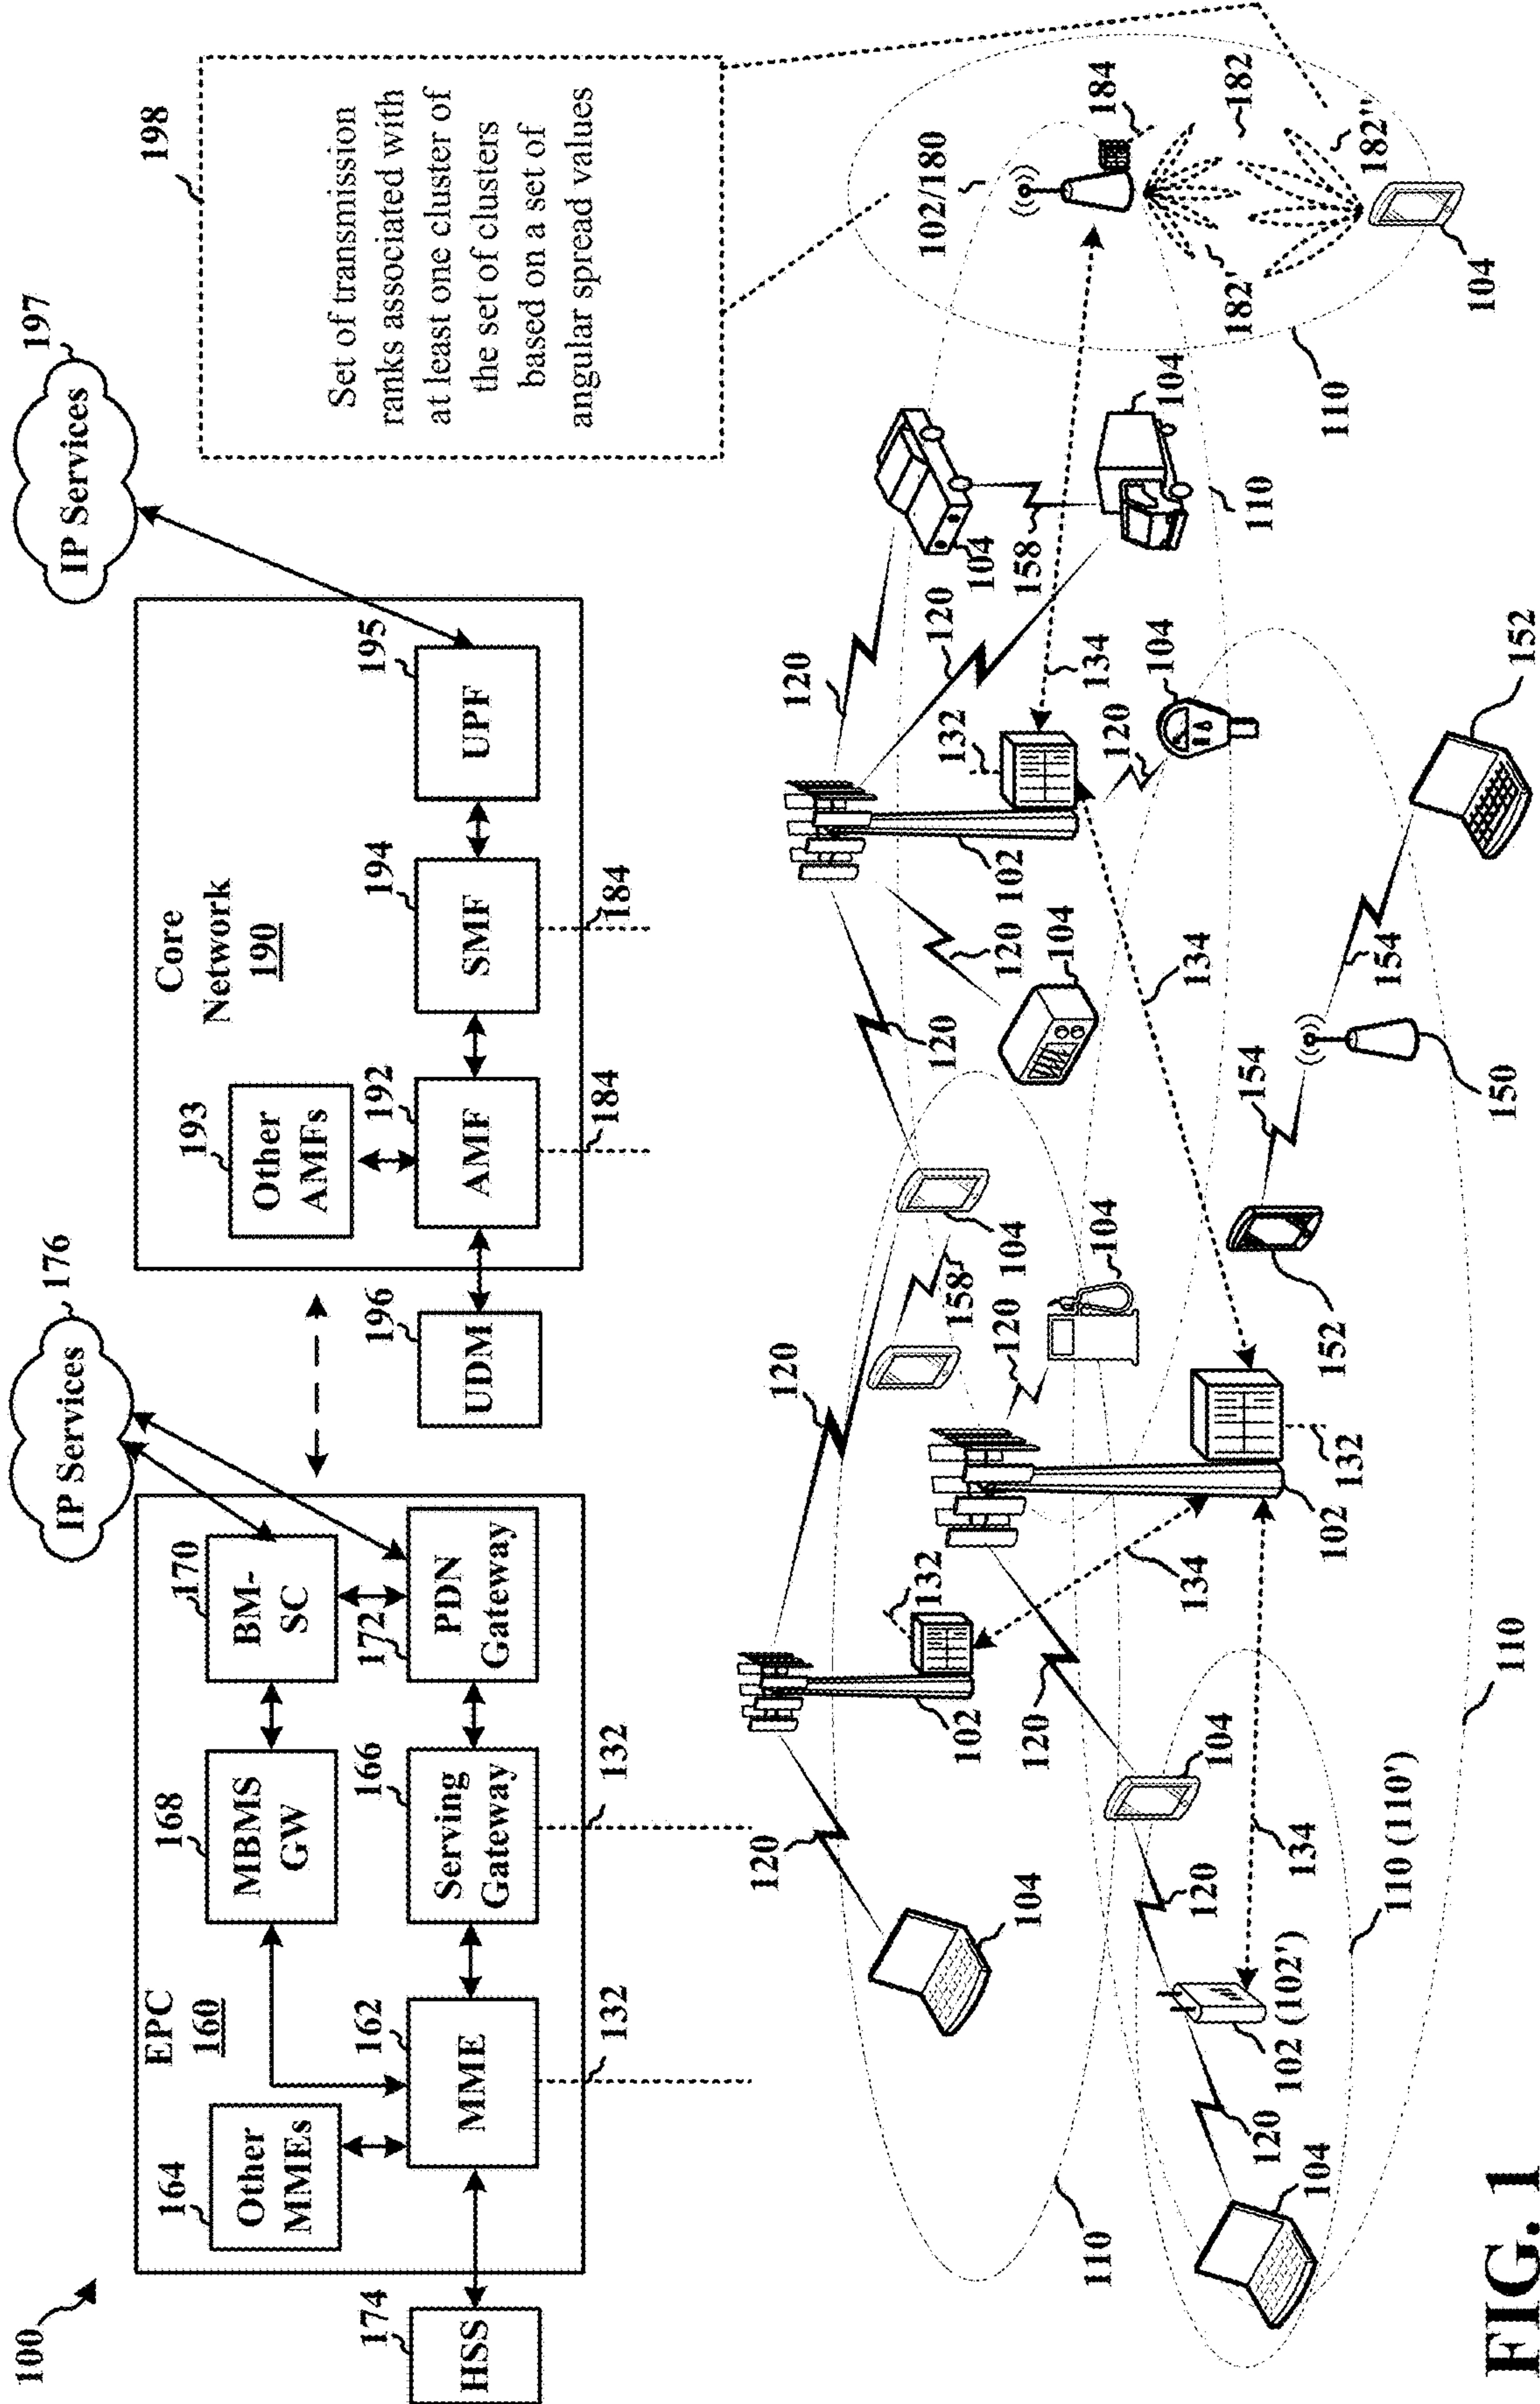 100
174
HSS
EPC
160
164
Other
MMEs
162
MME
168
MBMS
GW
166
Serving
Gateway
170
BM-
SC
172
PDN
Gateway
132
132
IP Services
176
196
UDM
Core
Network
190
193
Other
AMFs
192
AMF
194
SMF
195
UPF
184
184
IP Services
197
198
Set of transmission
ranks associated with
at least one cluster of
the set of clusters
based on a set of
angular spread values
120
104
110
102
132
120
134
158
104
120
104
120
120
104
102
132
120
120
104
158
104
134
120
104
110
102/180
184
182'
182
182"
104
110
104
120
102 (102')
120
104
120
134
110 (110')
102
132
134
152
154
150
154
152
110
FIG. 1